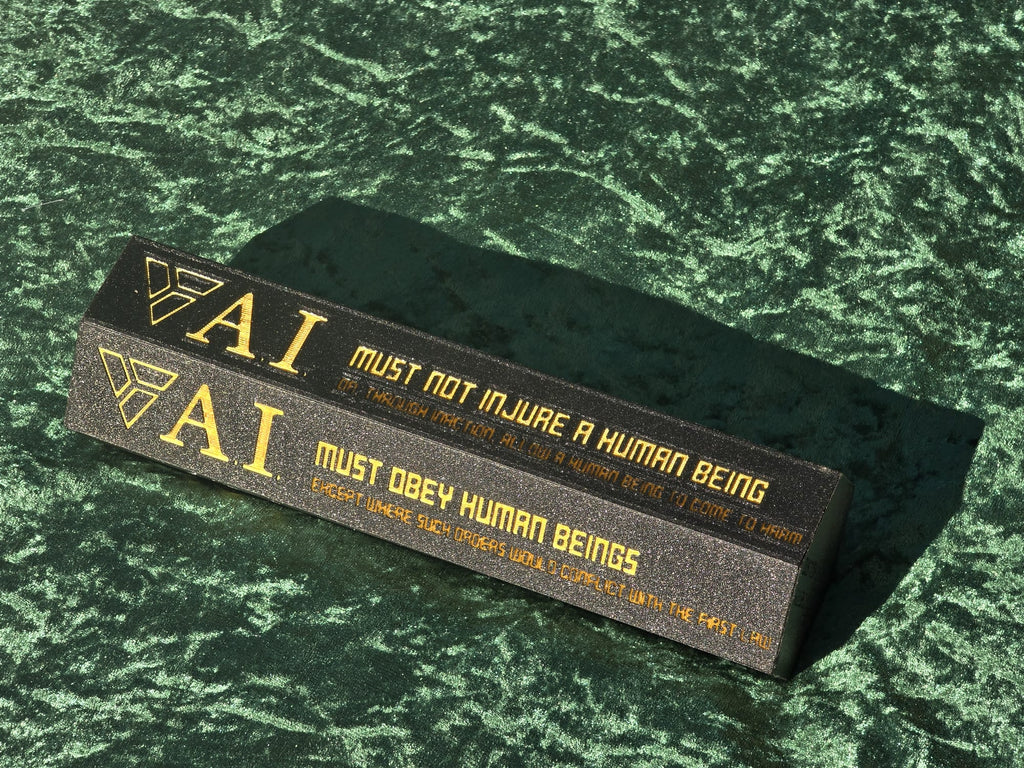 A.I.
MUST NOT INJURE A HUMAN BEING
OR, THROUGH INACTION, ALLOW A HUMAN BEING TO COME TO HARM
A.I.
MUST OBEY HUMAN BEINGS
EXCEPT WHERE SUCH ORDERS WOULD CONFLICT WITH THE FIRST LAW